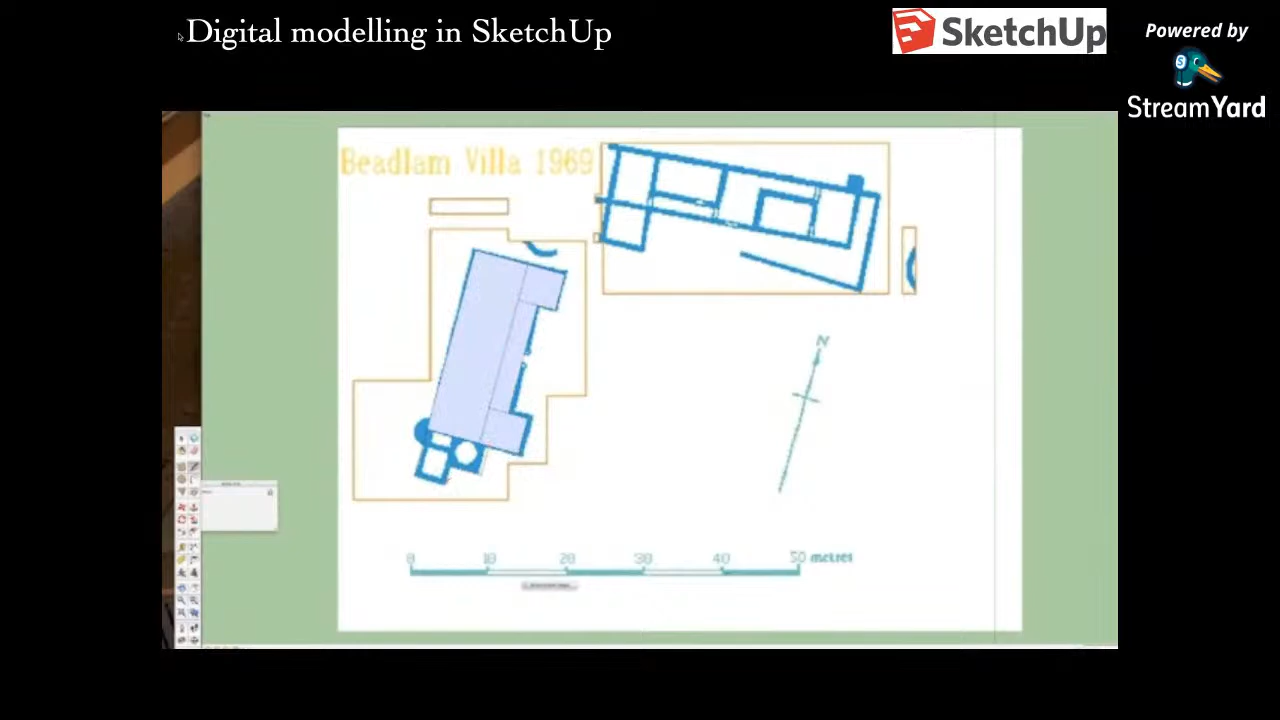 Digital modelling in SketchUp
SketchUp
Powered by
StreamYard
Beadlam Villa 1969
N
0 10 20 30 40 50 metres